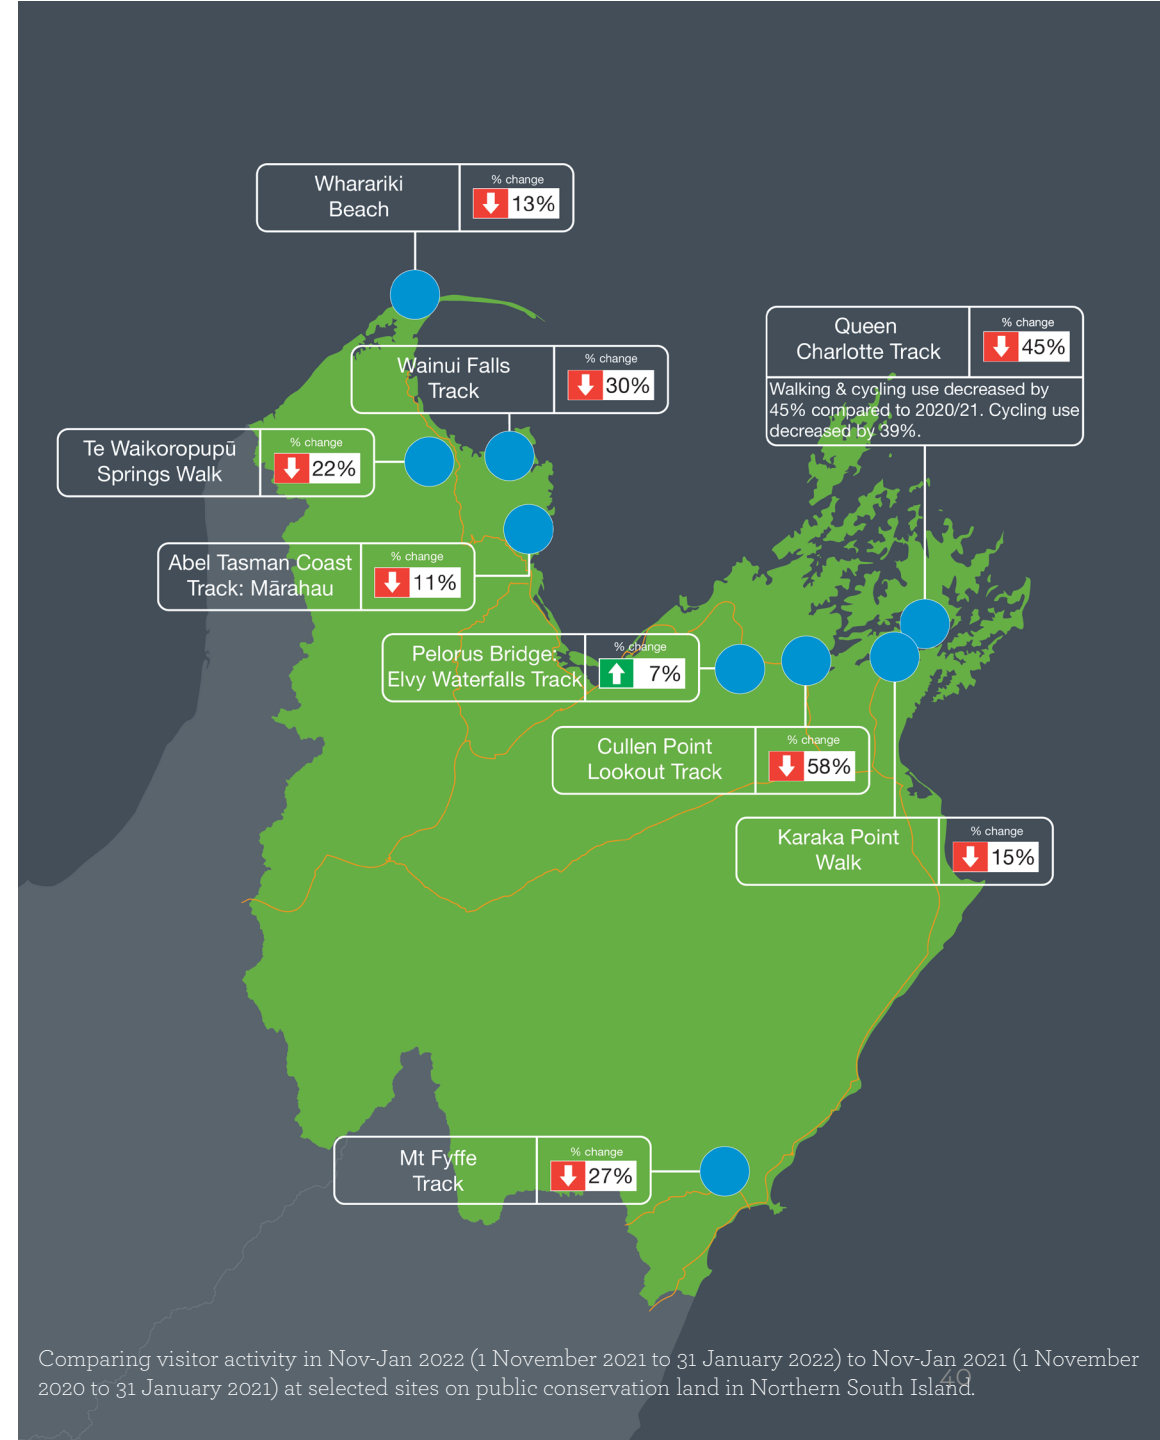 Wharariki
Beach
% change
13%
Queen
Charlotte Track
% change
45%
Walking & cycling use decreased by
45% compared to 2020/21. Cycling use
decreased by 39%.
Wainui Falls
Track
% change
30%
Te Waikoropupū
Springs Walk
% change
22%
Abel Tasman Coast
Track: Mārahau
% change
11%
Pelorus Bridge:
Elvy Waterfalls Track
% change
7%
Cullen Point
Lookout Track
% change
58%
Karaka Point
Walk
% change
15%
Mt Fyffe
Track
% change
27%
Comparing visitor activity in Nov-Jan 2022 (1 November 2021 to 31 January 2022) to Nov-Jan 2021 (1 November
2020 to 31 January 2021) at selected sites on public conservation land in Northern South Island.
40